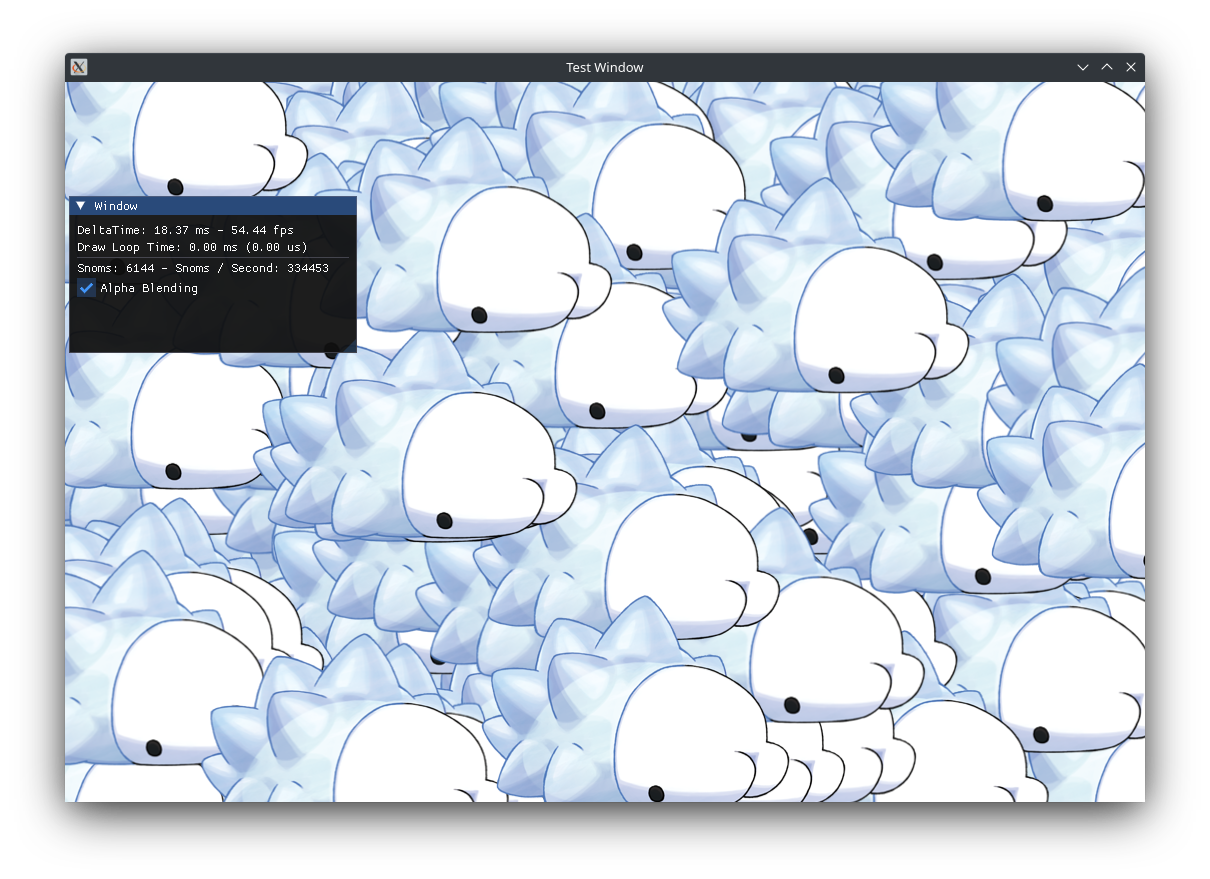 Test Window
Window
DeltaTime: 18.37 ms - 54.44 fps
Draw Loop Time: 0.00 ms (0.00 us)
Snoms: 6144 - Snoms / Second: 334453
Alpha Blending